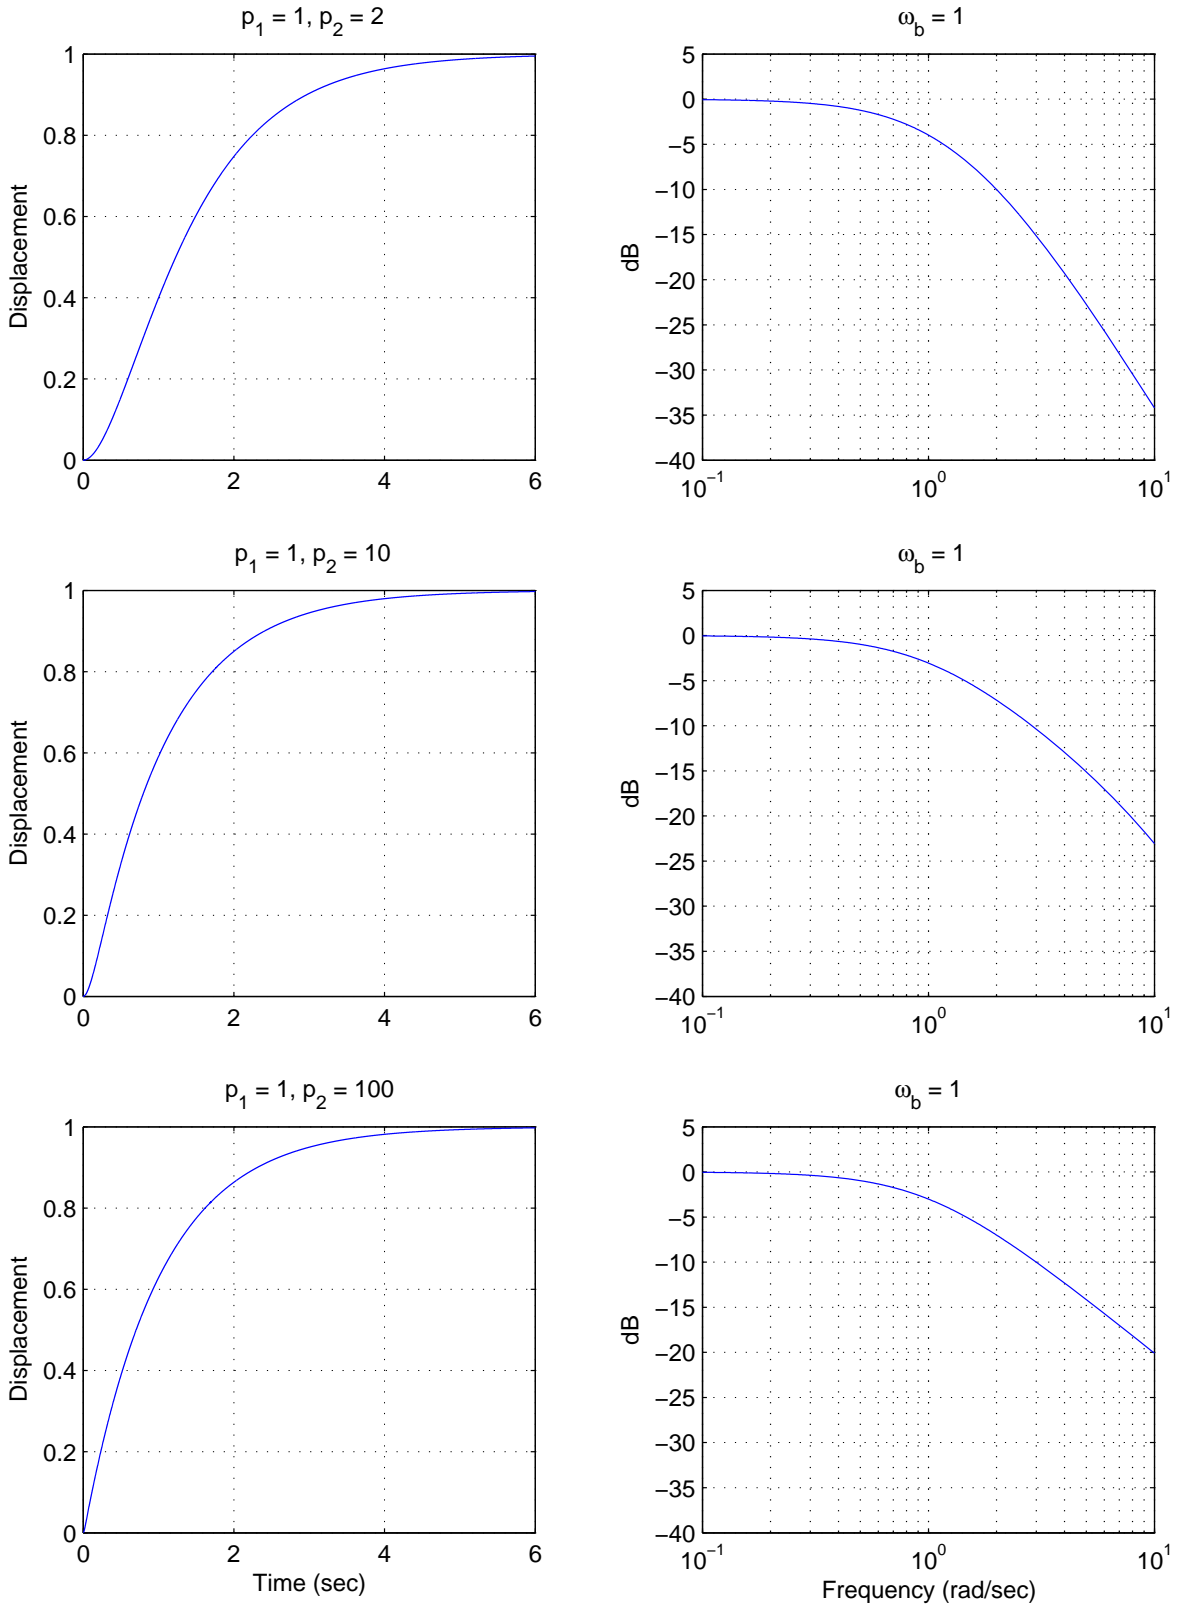 p1 = 1, p2 = 2
1
0.8
0.6
0.4
0.2
0
0 2 4 6
Displacement
ωb = 1
5
0
−5
−10
−15
−20
−25
−30
−35
−40
10−1 100 101
dB
p1 = 1, p2 = 10
1
0.8
0.6
0.4
0.2
0
0 2 4 6
Displacement
ωb = 1
5
0
−5
−10
−15
−20
−25
−30
−35
−40
10−1 100 101
dB
p1 = 1, p2 = 100
1
0.8
0.6
0.4
0.2
0
0 2 4 6
Displacement
Time (sec)
ωb = 1
5
0
−5
−10
−15
−20
−25
−30
−35
−40
10−1 100 101
dB
Frequency (rad/sec)